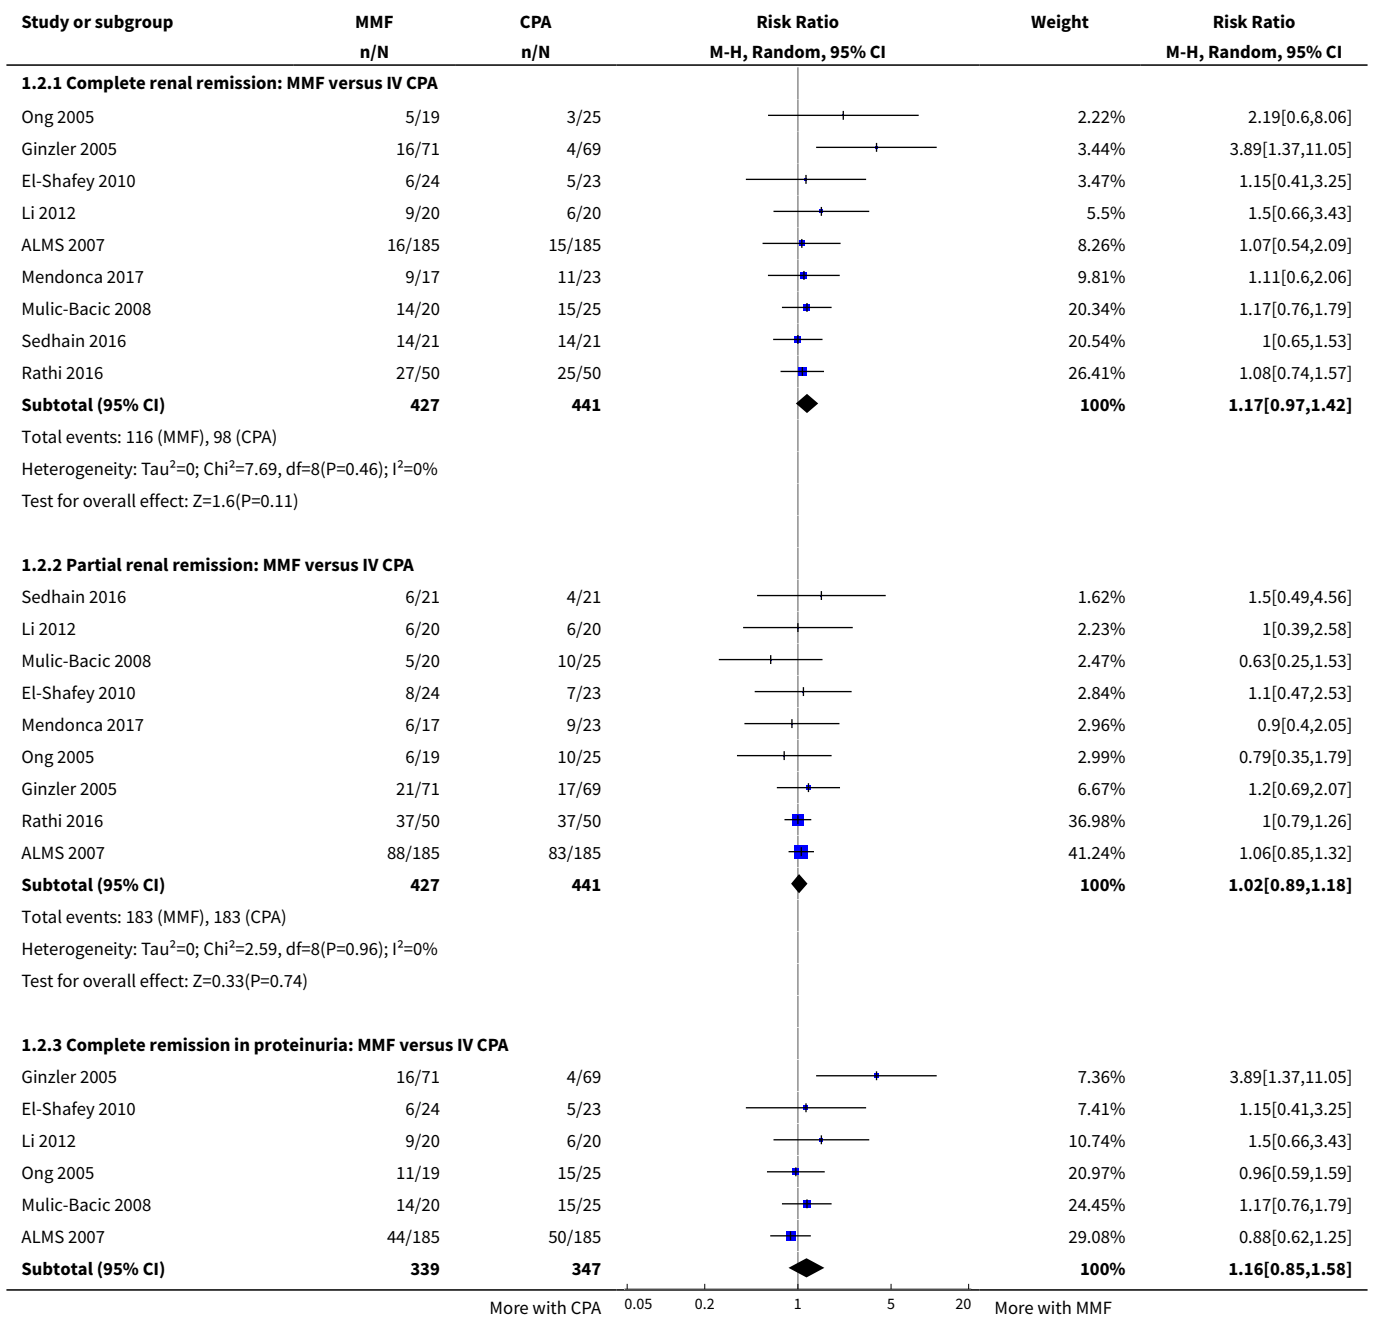 Study or subgroup MMF CPA Risk Ratio Weight Risk Ratio
n/N n/N M-H, Random, 95% CI M-H, Random, 95% CI
1.2.1 Complete renal remission: MMF versus IV CPA
Ong 2005 5/19 3/25 2.22% 2.19[0.6,8.06]
Ginzler 2005 16/71 4/69 3.44% 3.89[1.37,11.05]
El-Shafey 2010 6/24 5/23 3.47% 1.15[0.41,3.25]
Li 2012 9/20 6/20 5.5% 1.5[0.66,3.43]
ALMS 2007 16/185 15/185 8.26% 1.07[0.54,2.09]
Mendonca 2017 9/17 11/23 9.81% 1.11[0.6,2.06]
Mulic-Bacic 2008 14/20 15/25 20.34% 1.17[0.76,1.79]
Sedhain 2016 14/21 14/21 20.54% 1[0.65,1.53]
Rathi 2016 27/50 25/50 26.41% 1.08[0.74,1.57]
Subtotal (95% CI) 427 441 100% 1.17[0.97,1.42]
Total events: 116 (MMF), 98 (CPA)
Heterogeneity: Tau²=0; Chi²=7.69, df=8(P=0.46); I²=0%
Test for overall effect: Z=1.6(P=0.11)
1.2.2 Partial renal remission: MMF versus IV CPA
Sedhain 2016 6/21 4/21 1.62% 1.5[0.49,4.56]
Li 2012 6/20 6/20 2.23% 1[0.39,2.58]
Mulic-Bacic 2008 5/20 10/25 2.47% 0.63[0.25,1.53]
El-Shafey 2010 8/24 7/23 2.84% 1.1[0.47,2.53]
Mendonca 2017 6/17 9/23 2.96% 0.9[0.4,2.05]
Ong 2005 6/19 10/25 2.99% 0.79[0.35,1.79]
Ginzler 2005 21/71 17/69 6.67% 1.2[0.69,2.07]
Rathi 2016 37/50 37/50 36.98% 1[0.79,1.26]
ALMS 2007 88/185 83/185 41.24% 1.06[0.85,1.32]
Subtotal (95% CI) 427 441 100% 1.02[0.89,1.18]
Total events: 183 (MMF), 183 (CPA)
Heterogeneity: Tau²=0; Chi²=2.59, df=8(P=0.96); I²=0%
Test for overall effect: Z=0.33(P=0.74)
1.2.3 Complete remission in proteinuria: MMF versus IV CPA
Ginzler 2005 16/71 4/69 7.36% 3.89[1.37,11.05]
El-Shafey 2010 6/24 5/23 7.41% 1.15[0.41,3.25]
Li 2012 9/20 6/20 10.74% 1.5[0.66,3.43]
Ong 2005 11/19 15/25 20.97% 0.96[0.59,1.59]
Mulic-Bacic 2008 14/20 15/25 24.45% 1.17[0.76,1.79]
ALMS 2007 44/185 50/185 29.08% 0.88[0.62,1.25]
Subtotal (95% CI) 339 347 100% 1.16[0.85,1.58]
More with CPA 0.05 0.2 1 5 20 More with MMF